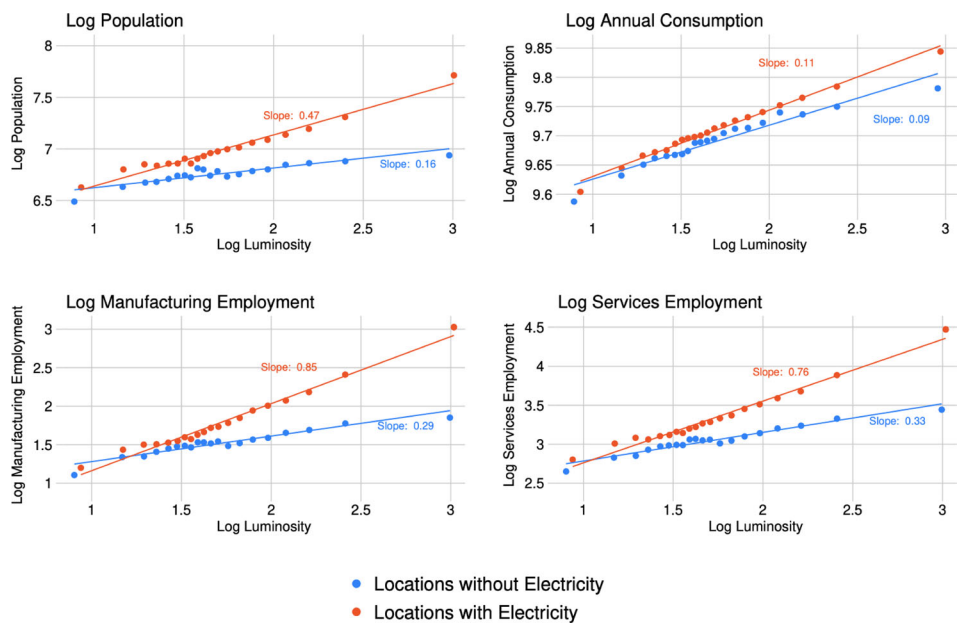 Log Population
Log Population
8
7.5
7
6.5
Slope: 0.47
Slope: 0.16
1
1.5
2
2.5
3
Log Luminosity
Log Annual Consumption
Log Annual Consumption
9.85
9.8
9.75
9.7
9.65
9.6
Slope: 0.11
Slope: 0.09
1
1.5
2
2.5
3
Log Luminosity
Log Manufacturing Employment
Log Manufacturing Employment
3
2.5
2
1.5
1
Slope: 0.85
Slope: 0.29
1
1.5
2
2.5
3
Log Luminosity
Log Services Employment
Log Services Employment
4.5
4
3.5
3
2.5
Slope: 0.76
Slope: 0.33
1
1.5
2
2.5
3
Log Luminosity
Locations without Electricity
Locations with Electricity